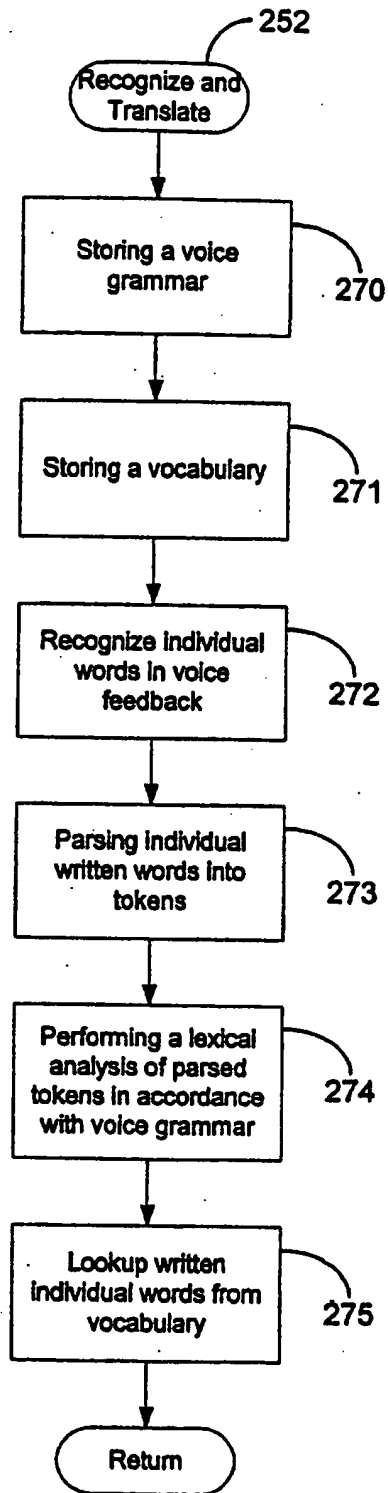 252
Recognize and
Translate
Storing a voice
grammar
270
Storing a vocabulary
271
Recognize individual
words in voice
feedback
272
Parsing individual
written words into
tokens
273
Performing a lexical
analysis of parsed
tokens in accordance
with voice grammar
274
Lookup written
individual words from
vocabulary
275
Return